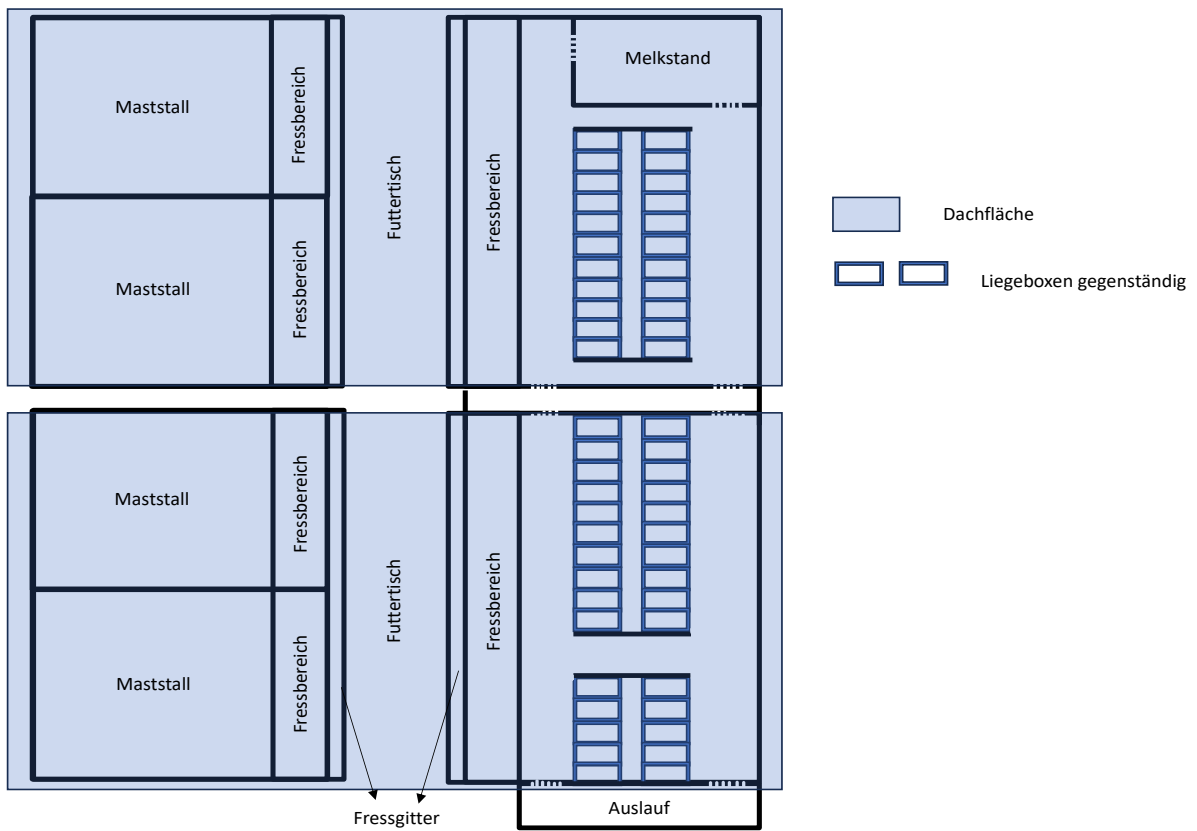 Melkstand
Maststall
Fressbereich
Futtertisch
Fressbereich
Dachfläche
Liegeboxen gegenständig
Maststall
Fressbereich
Maststall
Fressbereich
Futtertisch
Fressbereich
Maststall
Fressbereich
Auslauf
Fressgitter